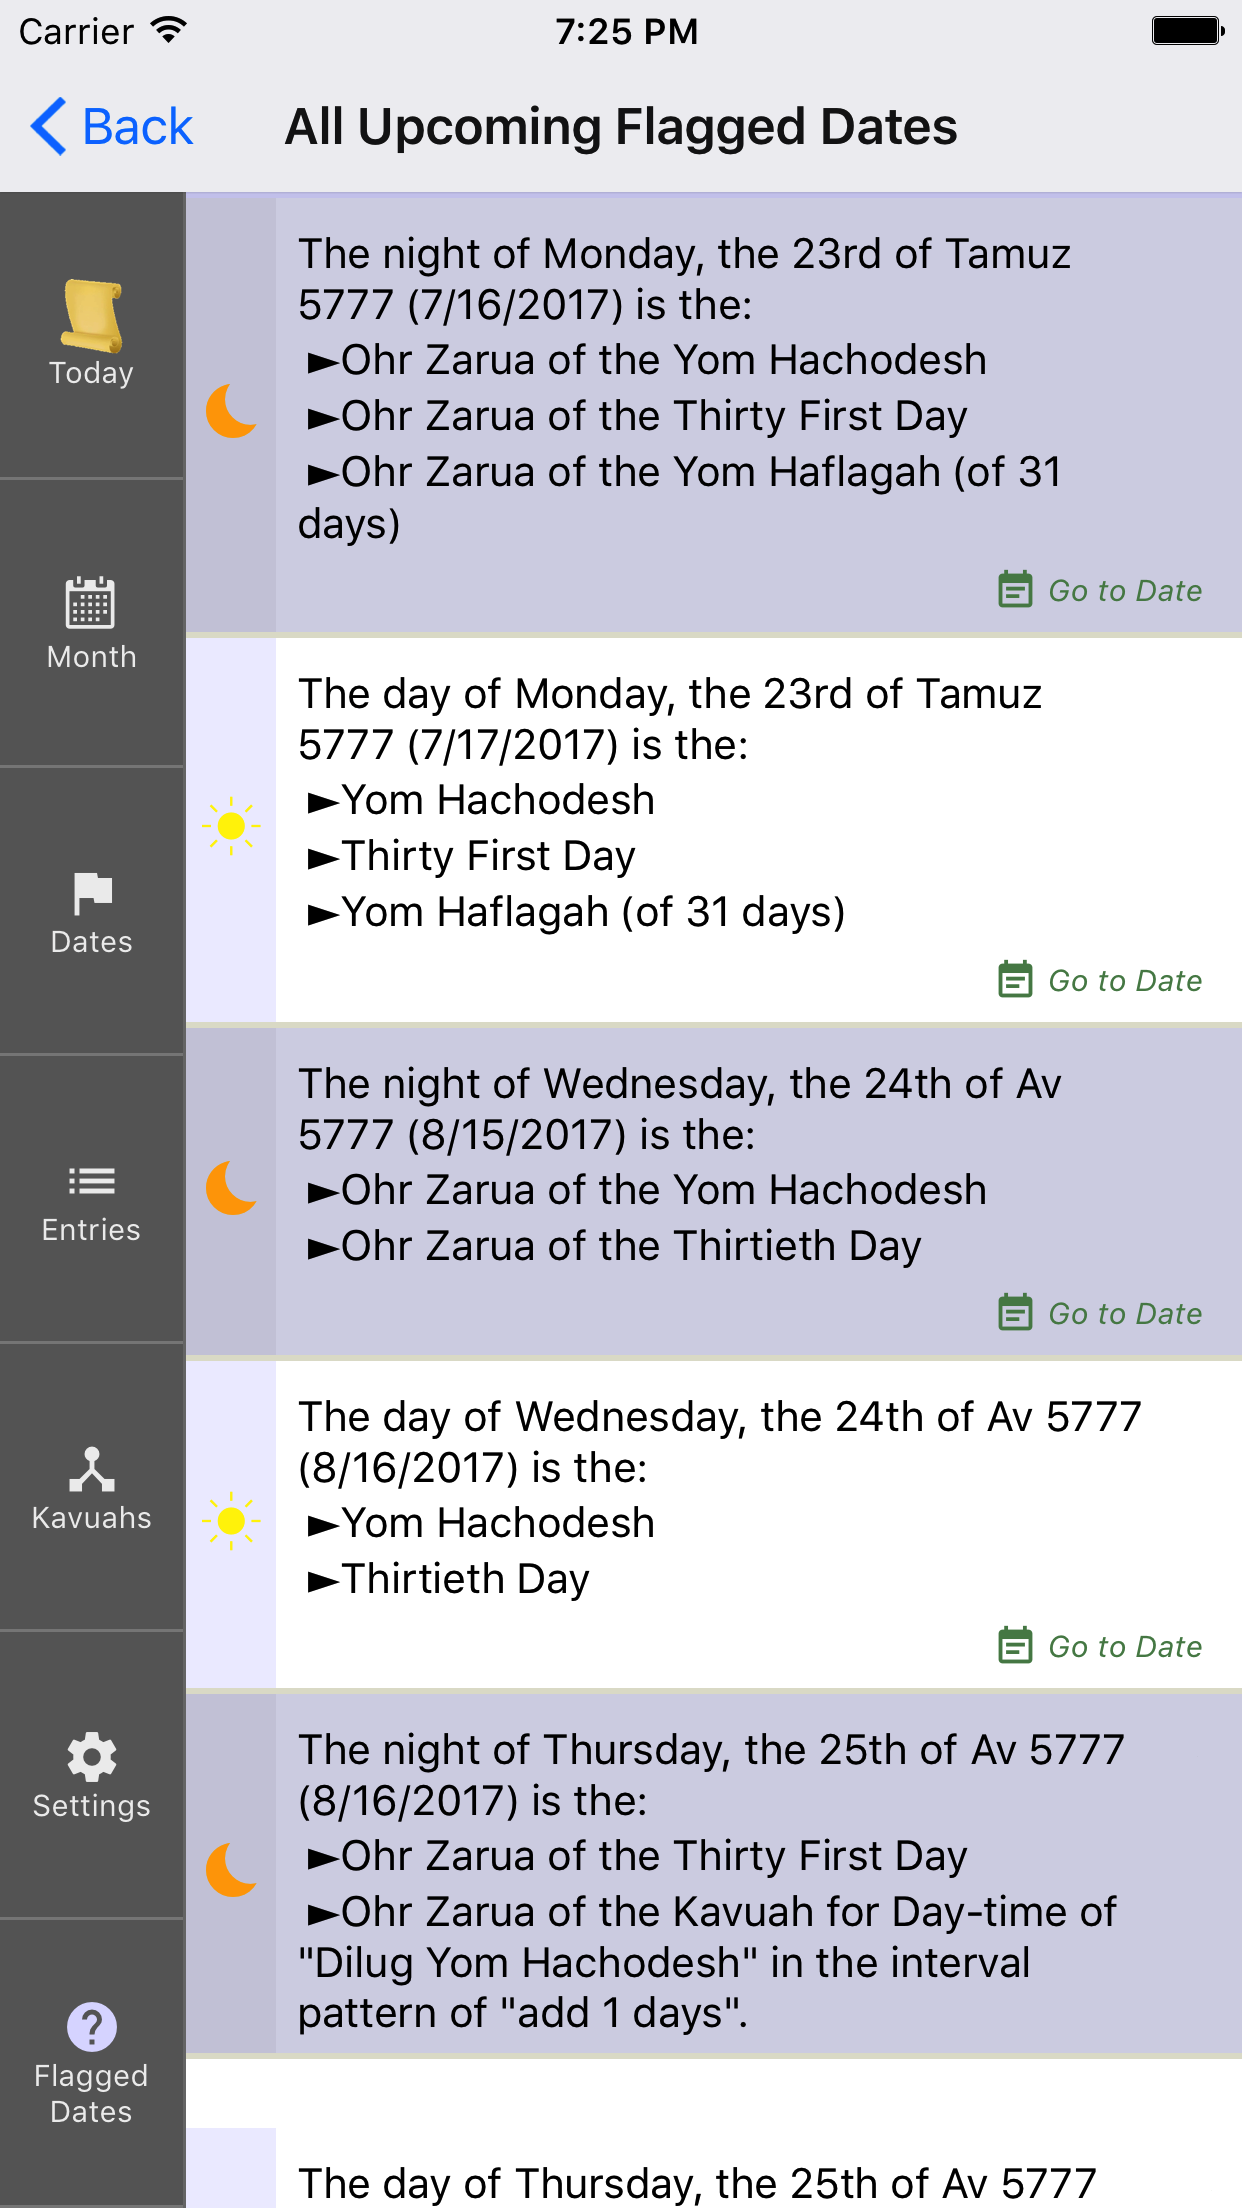 Carrier 7:25 PM
Back All Upcoming Flagged Dates
Today
Month
Dates
Entries
Kavuahs
Settings
Flagged
Dates
The night of Monday, the 23rd of Tamuz
5777 (7/16/2017) is the:
►Ohr Zarua of the Yom Hachodesh
►Ohr Zarua of the Thirty First Day
►Ohr Zarua of the Yom Haflagah (of 31
days)
Go to Date
The day of Monday, the 23rd of Tamuz
5777 (7/17/2017) is the:
►Yom Hachodesh
►Thirty First Day
►Yom Haflagah (of 31 days)
Go to Date
The night of Wednesday, the 24th of Av
5777 (8/15/2017) is the:
►Ohr Zarua of the Yom Hachodesh
►Ohr Zarua of the Thirtieth Day
Go to Date
The day of Wednesday, the 24th of Av 5777
(8/16/2017) is the:
►Yom Hachodesh
►Thirtieth Day
Go to Date
The night of Thursday, the 25th of Av 5777
(8/16/2017) is the:
►Ohr Zarua of the Thirty First Day
►Ohr Zarua of the Kavuah for Day-time of
"Dilug Yom Hachodesh" in the interval
pattern of "add 1 days".
The day of Thursday, the 25th of Av 5777